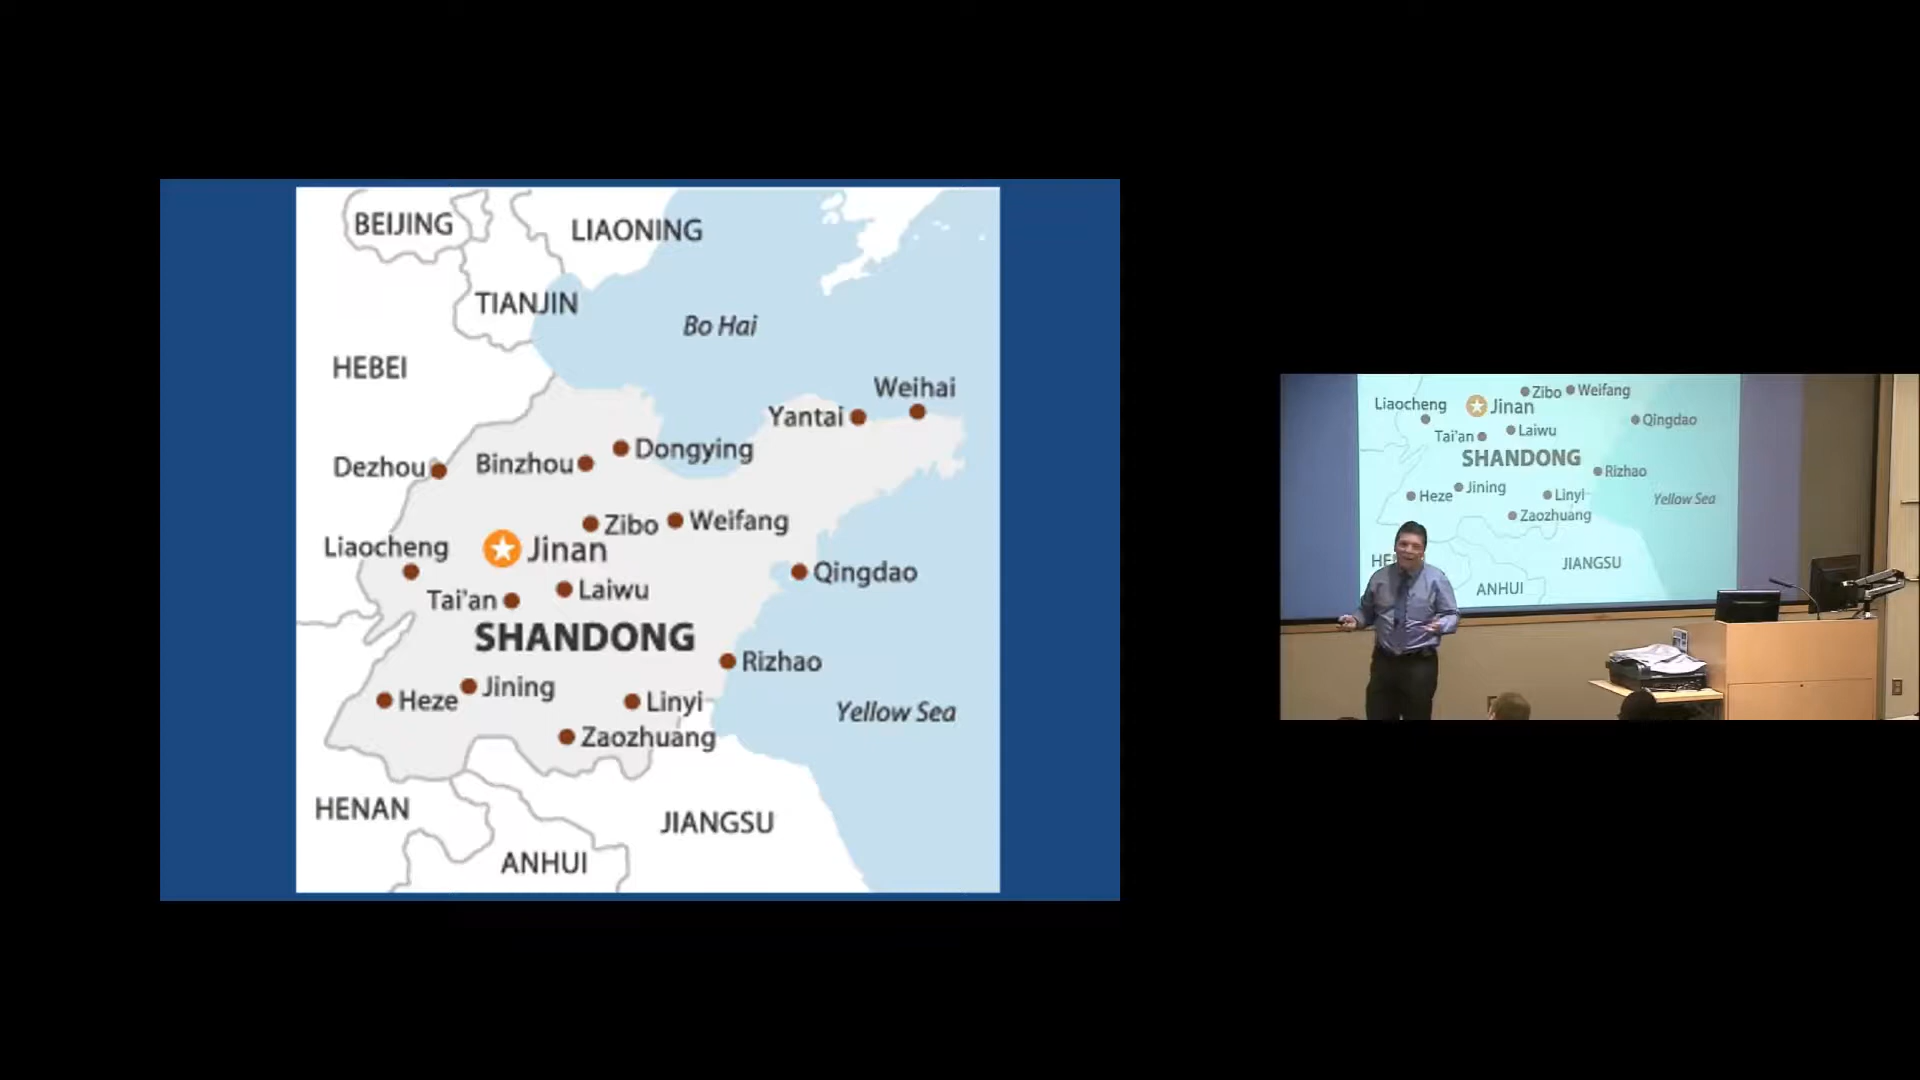 BEIJING
LIAONING
TIANJIN
Bo Hai
HEBEI
Weihai
Yantai
Dezhou
Binzhou
Dongying
Zibo
Weifang
Liaocheng
Jinan
Qingdao
Tai'an
Laiwu
SHANDONG
Rizhao
Heze
Jining
Linyi
Yellow Sea
Zaozhuang
HENAN
JIANGSU
ANHUI
Zibo
Weifang
Liaocheng
Jinan
Qingdao
Tai'an
Laiwu
SHANDONG
Rizhao
Heze
Jining
Linyi
Yellow Sea
Zaozhuang
HE
JIANGSU
ANHUI